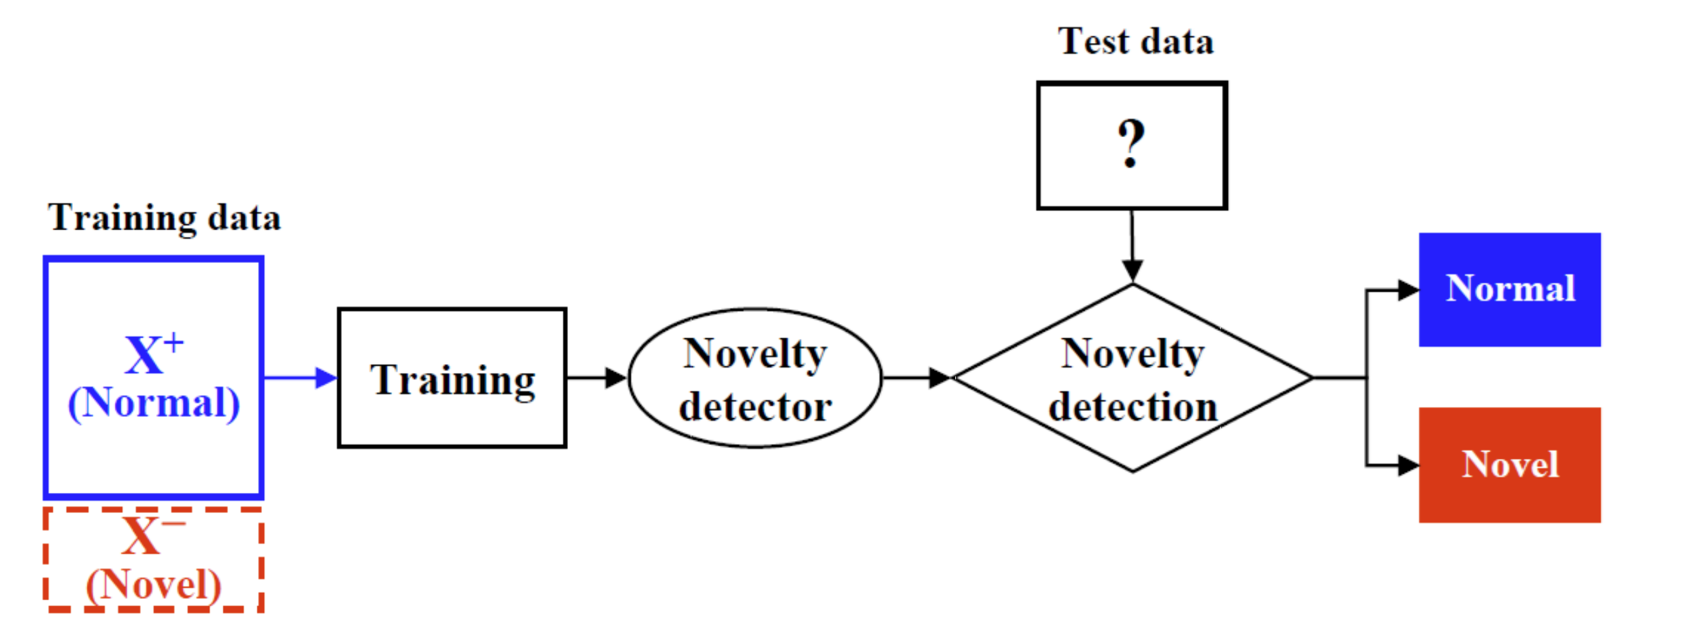 Test data
?
Training data
X⁺
(Normal)
Training
Novelty
detector
Novelty
detection
Normal
Novel
X⁻
(Novel)